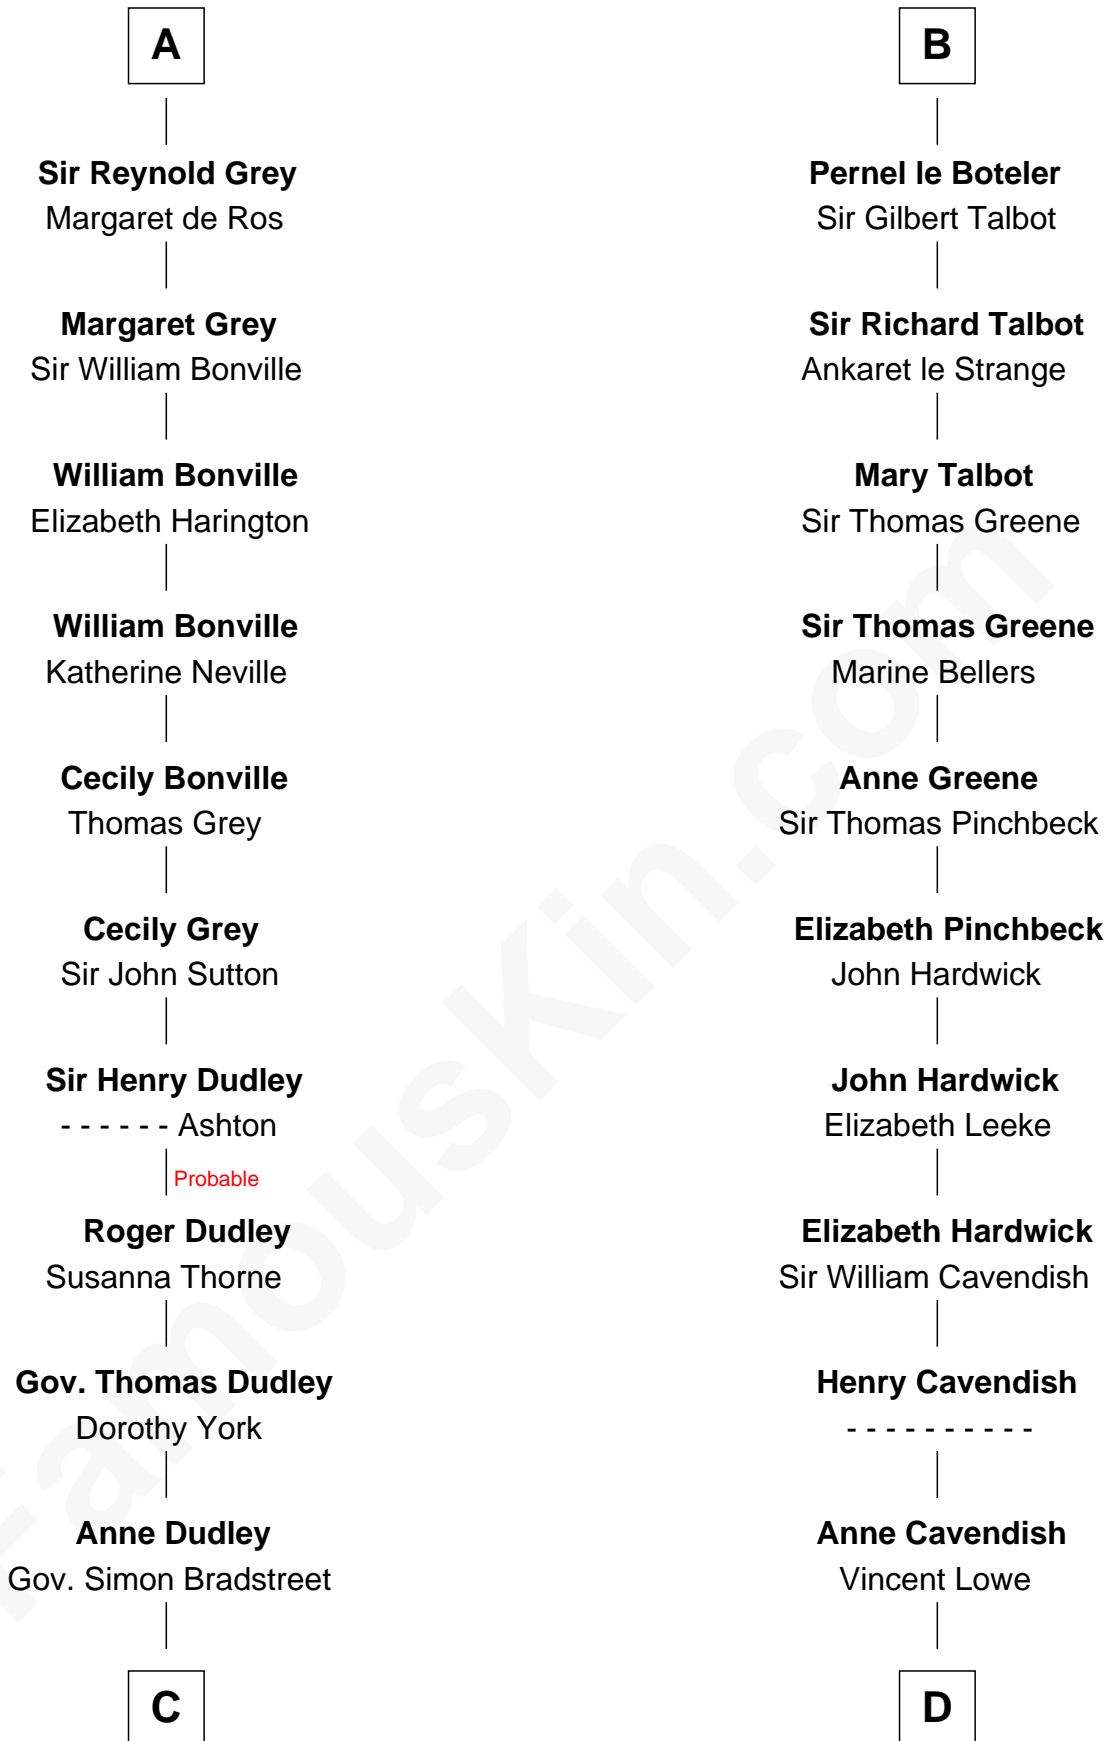 A
Sir Reynold Grey
Margaret de Ros
Margaret Grey
Sir William Bonville
William Bonville
Elizabeth Harington
William Bonville
Katherine Neville
Cecily Bonville
Thomas Grey
Cecily Grey
Sir John Sutton
Sir Henry Dudley
- - - - - - Ashton
Probable
Roger Dudley
Susanna Thorne
Gov. Thomas Dudley
Dorothy York
Anne Dudley
Gov. Simon Bradstreet
C
B
Pernel le Boteler
Sir Gilbert Talbot
Sir Richard Talbot
Ankaret le Strange
Mary Talbot
Sir Thomas Greene
Sir Thomas Greene
Marine Bellers
Anne Greene
Sir Thomas Pinchbeck
Elizabeth Pinchbeck
John Hardwick
John Hardwick
Elizabeth Leeke
Elizabeth Hardwick
Sir William Cavendish
Henry Cavendish
- - - - - - - - - -
Anne Cavendish
Vincent Lowe
D
FamousKin.com